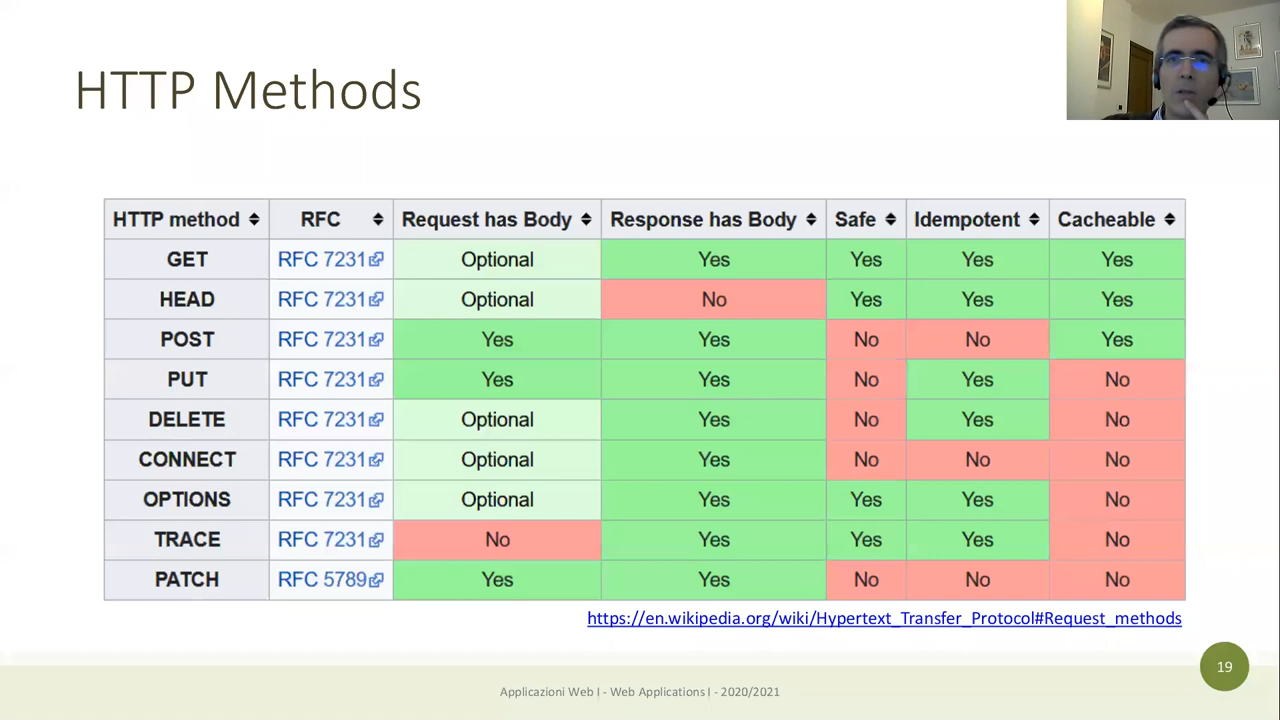 HTTP Methods
HTTP method RFC Request has Body Response has Body Safe Idempotent Cacheable
GET RFC 7231 Optional Yes Yes Yes Yes
HEAD RFC 7231 Optional No Yes Yes Yes
POST RFC 7231 Yes Yes No No Yes
PUT RFC 7231 Yes Yes No Yes No
DELETE RFC 7231 Optional Yes No Yes No
CONNECT RFC 7231 Optional Yes No No No
OPTIONS RFC 7231 Optional Yes Yes Yes No
TRACE RFC 7231 No Yes Yes Yes No
PATCH RFC 5789 Yes Yes No No No
https://en.wikipedia.org/wiki/Hypertext_Transfer_Protocol#Request_methods
19
Applicazioni Web I - Web Applications I - 2020/2021